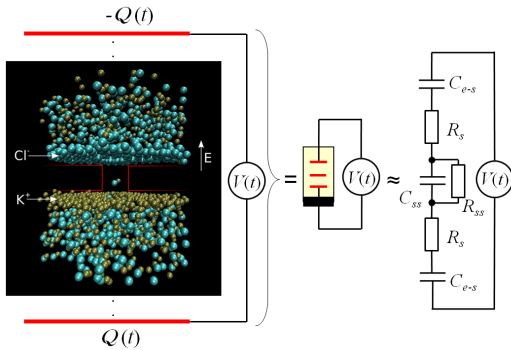 -Q(t)
Cl⁻
E
K⁺
Q(t)
V(t)
=
V(t)
≈
C_{e-s}
R_s
C_{ss}
R_{ss}
V(t)
R_s
C_{e-s}